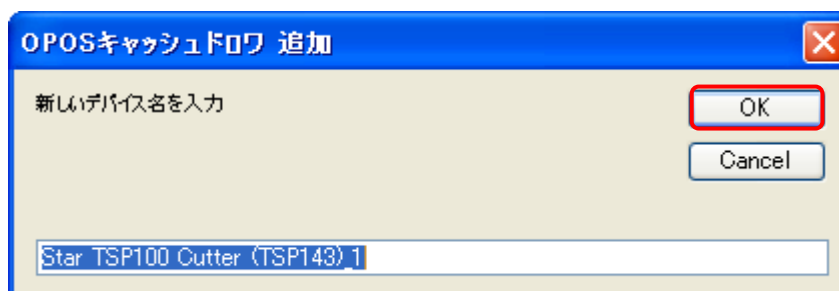 OPOSキャッシュドロワ 追加
新しいデバイス名を入力
OK
Cancel
Star TSP100 Cutter (TSP143)_1